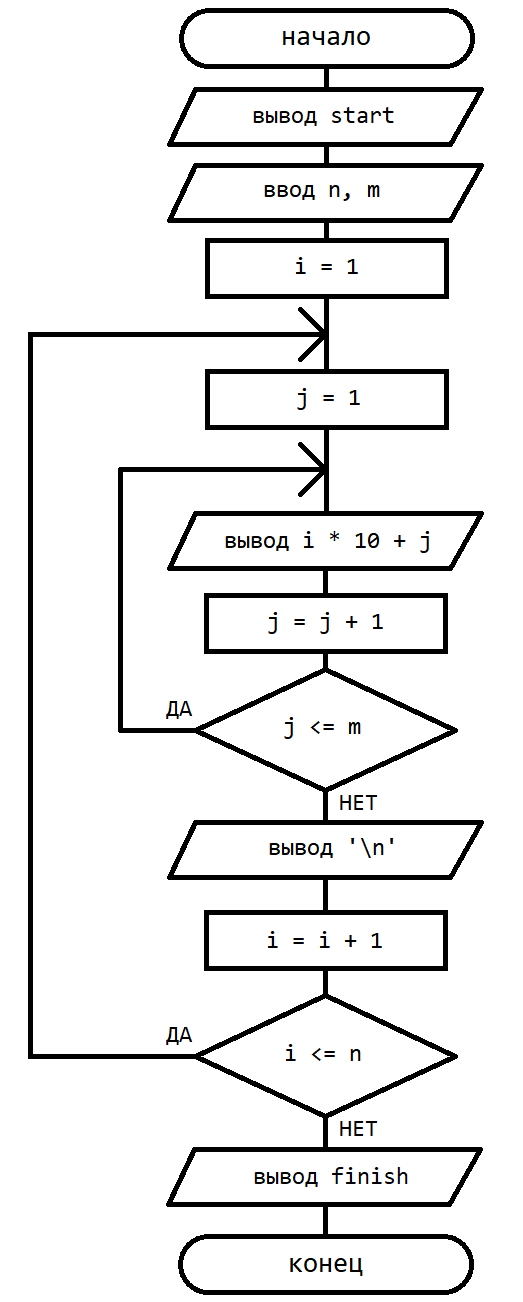 начало
вывод start
ввод n, m
i = 1
j = 1
вывод i * 10 + j
j = j + 1
ДА
j <= m
НЕТ
вывод '\n'
i = i + 1
ДА
i <= n
НЕТ
вывод finish
конец